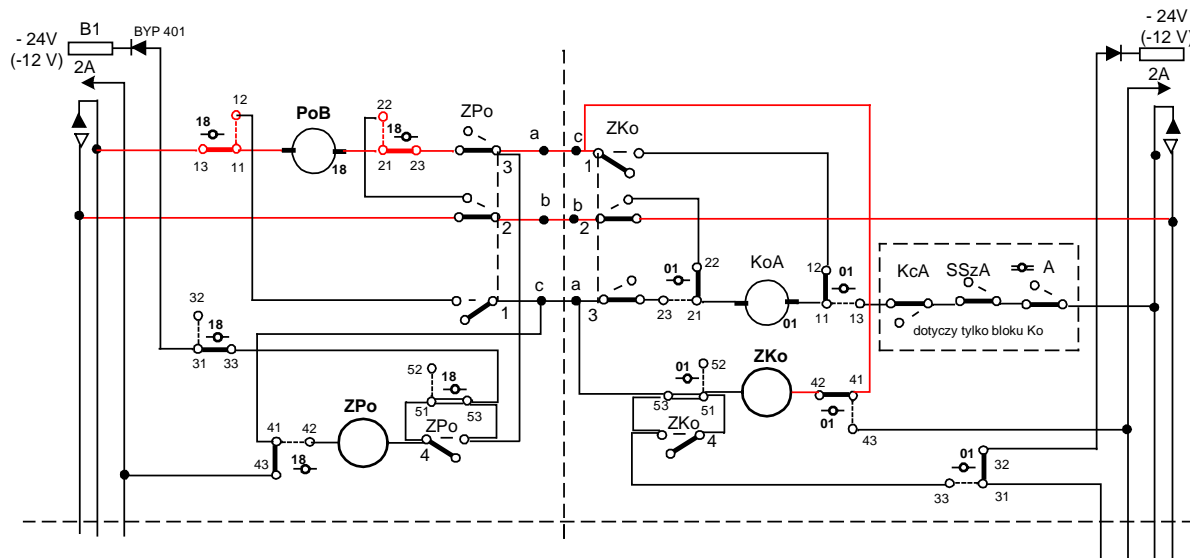 B1
BYP 401
- 24V
(-12 V)
2A
- 24V
(-12 V)
2A
12
18
13
11
PoB
18
22
18
21
23
ZPo
3
a
c
ZKo
1
2
b
b
2
c
a
1
3
01
22
23
21
KoA
01
12
01
11
13
KcA
SSzA
A
dotyczy tylko bloku Ko
32
18
31
33
52
18
51
53
ZPo
4
ZPo
41
42
43
18
01
52
53
51
ZKo
4
ZKo
42
41
01
43
01
32
33
31